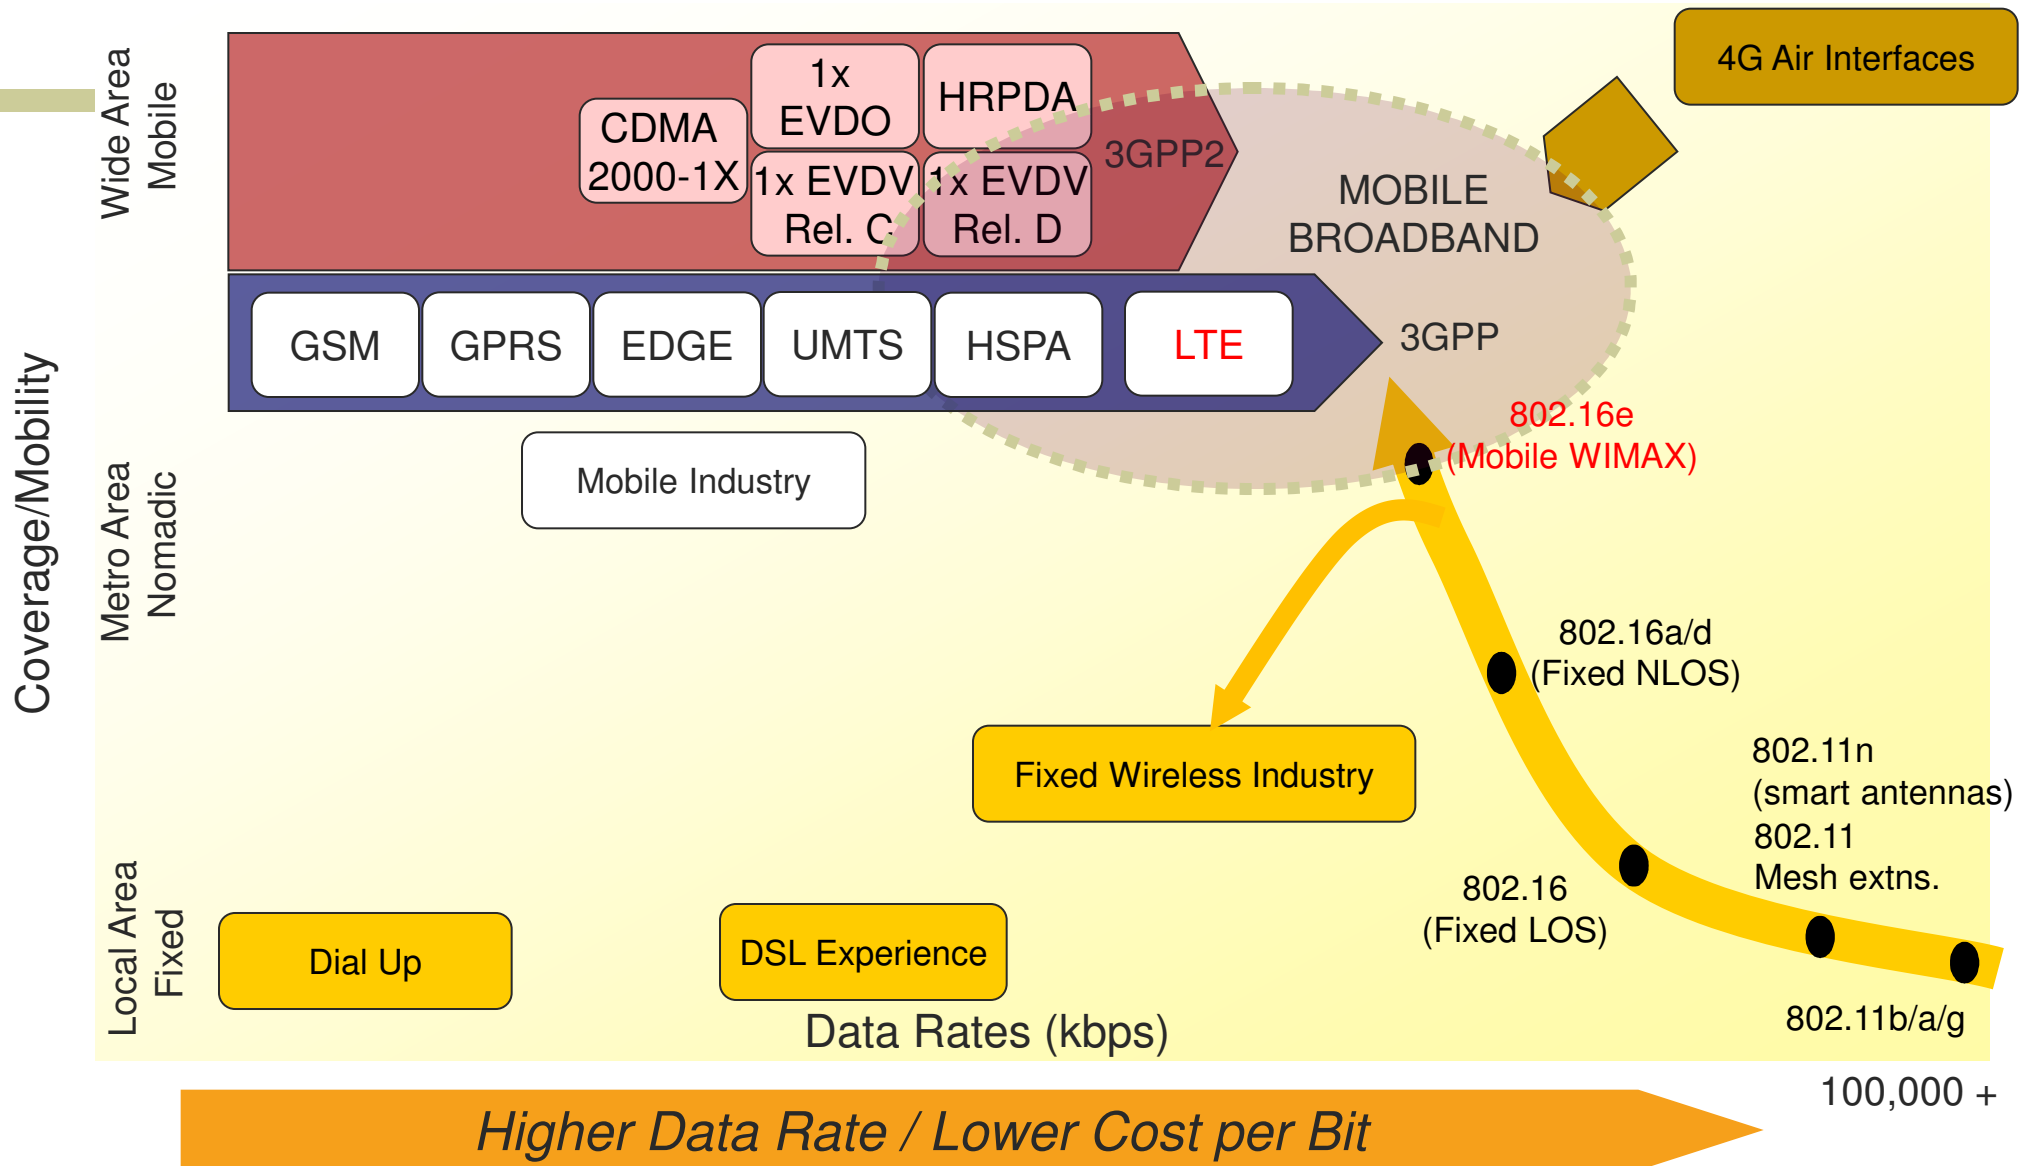 4G Air Interfaces
Wide Area
Mobile
1x
EVDO
HRPDA
CDMA
2000-1X
3GPP2
1x EVDV
Rel. C
1x EVDV
Rel. D
MOBILE
BROADBAND
GSM
GPRS
EDGE
UMTS
HSPA
LTE
3GPP
Coverage/Mobility
802.16e
(Mobile WIMAX)
Metro Area
Nomadic
Mobile Industry
802.16a/d
(Fixed NLOS)
Fixed Wireless Industry
802.11n
(smart antennas)
802.11
Mesh extns.
802.16
(Fixed LOS)
Local Area
Fixed
Dial Up
DSL Experience
802.11b/a/g
Data Rates (kbps)
100,000 +
Higher Data Rate / Lower Cost per Bit